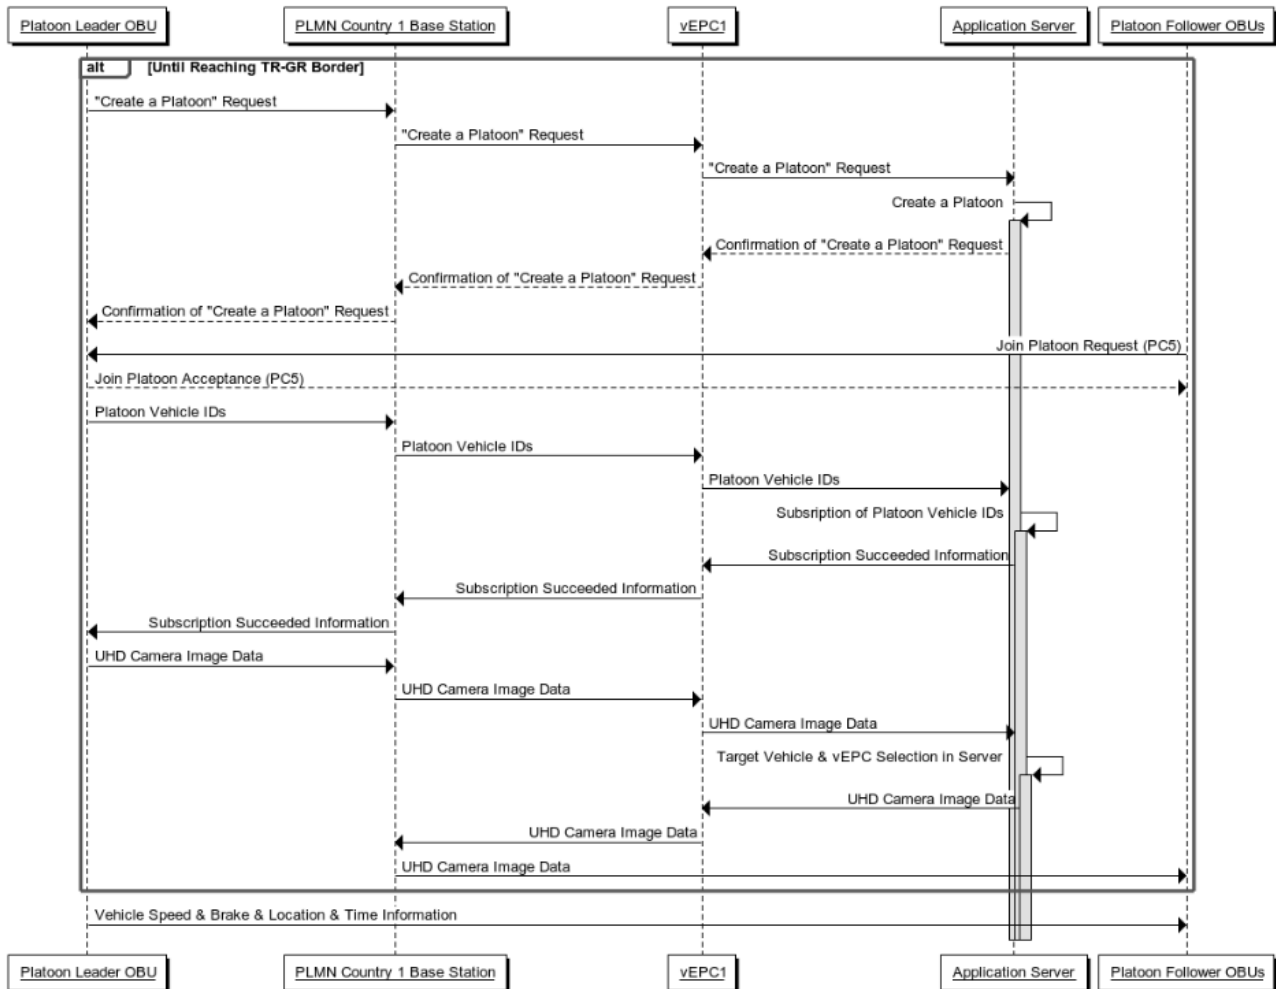 Platoon Leader OBU
PLMN Country 1 Base Station
vEPC1
Application Server
Platoon Follower OBUs
alt
[Until Reaching TR-GR Border]
"Create a Platoon" Request
"Create a Platoon" Request
"Create a Platoon" Request
Create a Platoon
Confirmation of "Create a Platoon" Request
Confirmation of "Create a Platoon" Request
Confirmation of "Create a Platoon" Request
Join Platoon Request (PC5)
Join Platoon Acceptance (PC5)
Platoon Vehicle IDs
Platoon Vehicle IDs
Platoon Vehicle IDs
Subsription of Platoon Vehicle IDs
Subscription Succeeded Information
Subscription Succeeded Information
Subscription Succeeded Information
UHD Camera Image Data
UHD Camera Image Data
UHD Camera Image Data
Target Vehicle & vEPC Selection in Server
UHD Camera Image Data
UHD Camera Image Data
UHD Camera Image Data
Vehicle Speed & Brake & Location & Time Information
Platoon Leader OBU
PLMN Country 1 Base Station
vEPC1
Application Server
Platoon Follower OBUs